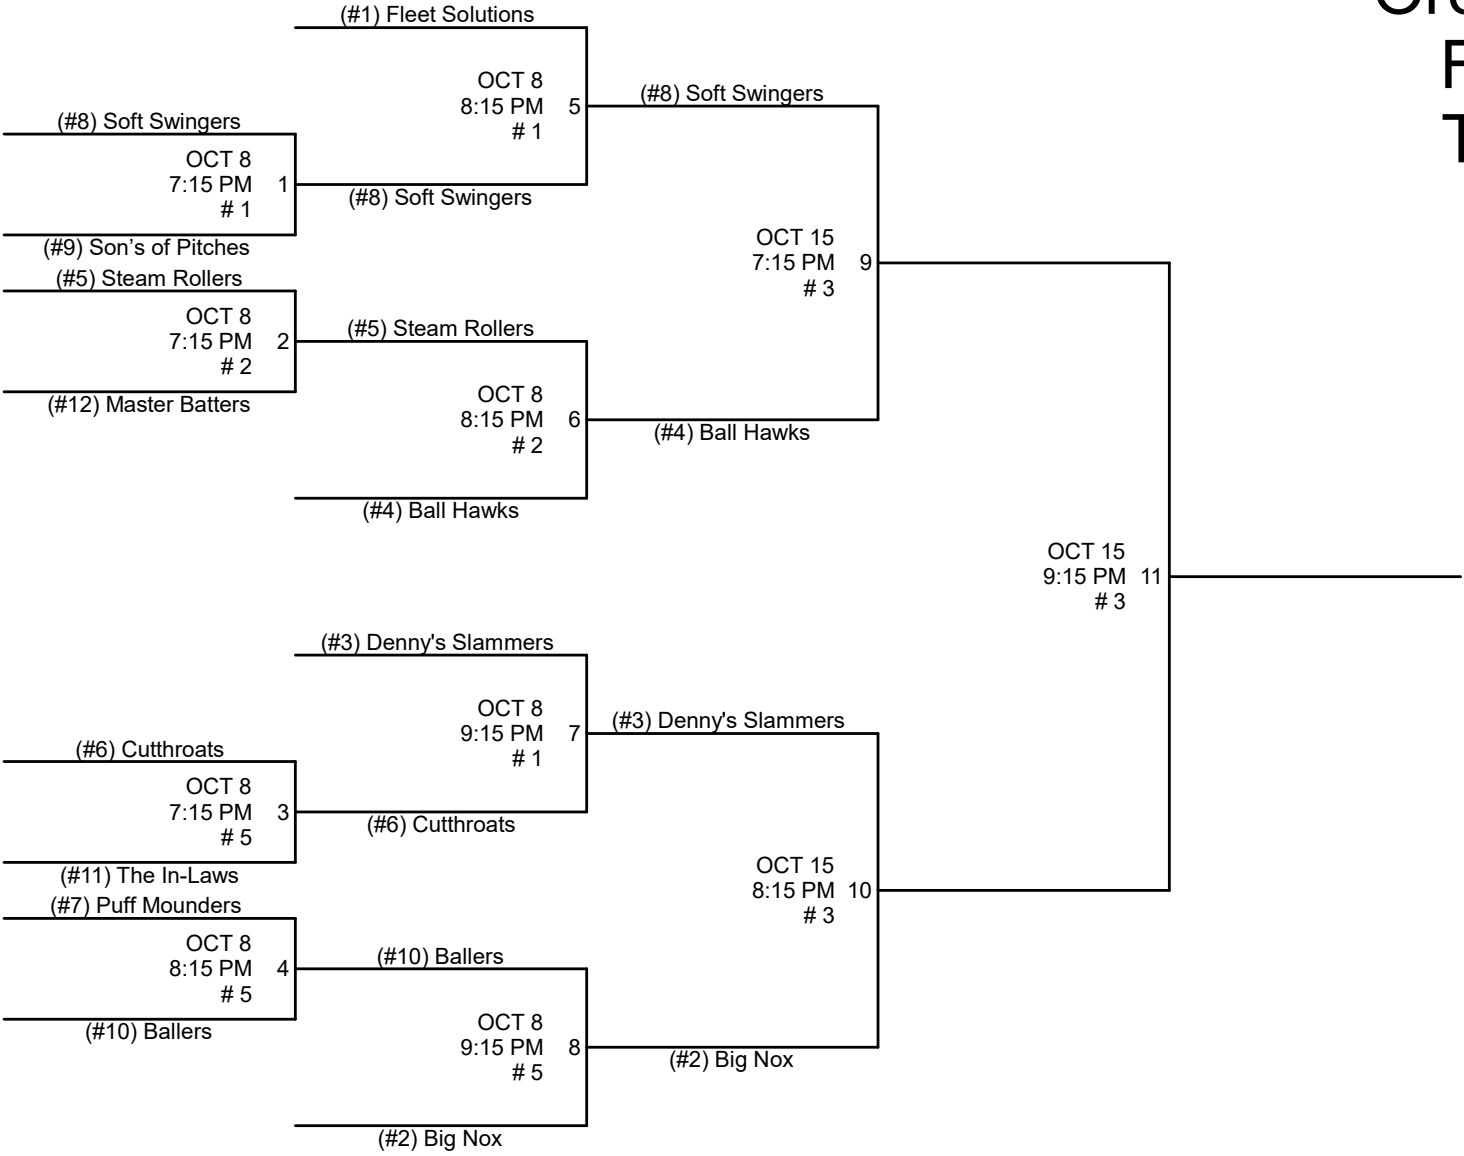 (#1) Fleet Solutions
OCT 8
8:15 PM 5
# 1
(#8) Soft Swingers
(#8) Soft Swingers
OCT 8
7:15 PM 1
# 1
(#8) Soft Swingers
(#9) Son’s of Pitches
OCT 15
7:15 PM 9
# 3
(#5) Steam Rollers
OCT 8
7:15 PM 2
# 2
(#5) Steam Rollers
(#12) Master Batters
OCT 8
8:15 PM 6
# 2
(#4) Ball Hawks
(#4) Ball Hawks
OCT 15
9:15 PM 11
# 3
(#3) Denny's Slammers
OCT 8
9:15 PM 7
# 1
(#3) Denny's Slammers
(#6) Cutthroats
OCT 8
7:15 PM 3
# 5
(#6) Cutthroats
(#11) The In-Laws
OCT 15
8:15 PM 10
# 3
(#7) Puff Mounders
OCT 8
8:15 PM 4
# 5
(#10) Ballers
(#10) Ballers
OCT 8
9:15 PM 8
# 5
(#2) Big Nox
(#2) Big Nox